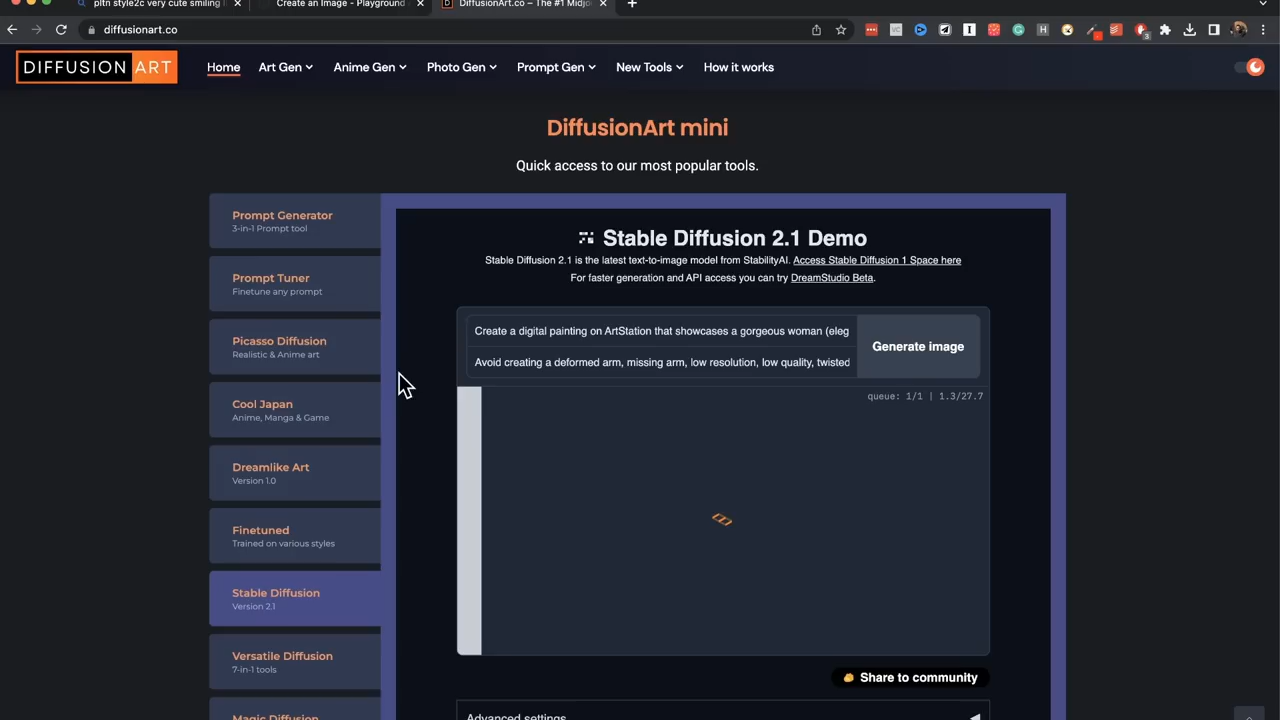 pltn style2c very cute smiling
Create an Image - Playground
DiffusionArt.co – The #1 Midjo
diffusionart.co
DIFFUSION ART
Home
Art Gen
Anime Gen
Photo Gen
Prompt Gen
New Tools
How it works
DiffusionArt mini
Quick access to our most popular tools.
Prompt Generator
3-in-1 Prompt tool
Prompt Tuner
Finetune any prompt
Picasso Diffusion
Realistic & Anime art
Cool Japan
Anime, Manga & Game
Dreamlike Art
Version 1.0
Finetuned
Trained on various styles
Stable Diffusion
Version 2.1
Versatile Diffusion
7-in-1 tools
Magic Diffusion
Stable Diffusion 2.1 Demo
Stable Diffusion 2.1 is the latest text-to-image model from StabilityAI. Access Stable Diffusion 1 Space here
For faster generation and API access you can try DreamStudio Beta.
Create a digital painting on ArtStation that showcases a gorgeous woman (eleg
Avoid creating a deformed arm, missing arm, low resolution, low quality, twisted
Generate image
queue: 1/1 | 1.3/27.7
Share to community
Advanced settings